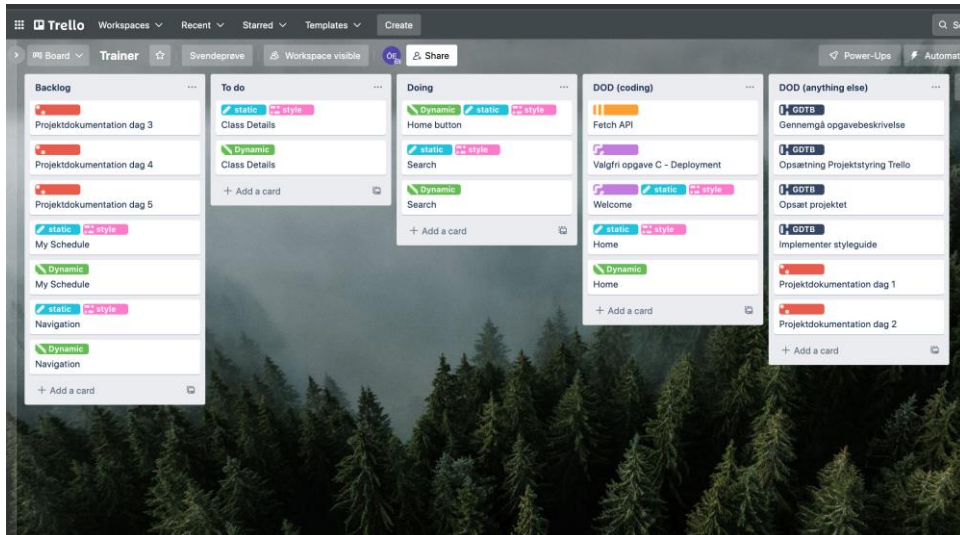 Trello Workspaces Recent Starred Templates Create
Board Trainer Svendeprøve Workspace visible ÖE Share Power-Ups
Backlog
Projektdokumentation dag 3
Projektdokumentation dag 4
Projektdokumentation dag 5
static style
My Schedule
Dynamic
My Schedule
static style
Navigation
Dynamic
Navigation
+ Add a card
To do
static style
Class Details
Dynamic
Class Details
+ Add a card
Doing
Dynamic static style
Home button
static style
Search
Dynamic
Search
+ Add a card
DOD (coding)
Fetch API
Valgfri opgave C - Deployment
static style
Welcome
static style
Home
Dynamic
Home
+ Add a card
DOD (anything else)
GDTB
Gennemgå opgavebeskrivelse
GDTB
Opsætning Projektstyring Trello
GDTB
Opsæt projektet
GDTB
Implementer styleguide
Projektdokumentation dag 1
Projektdokumentation dag 2
+ Add a card